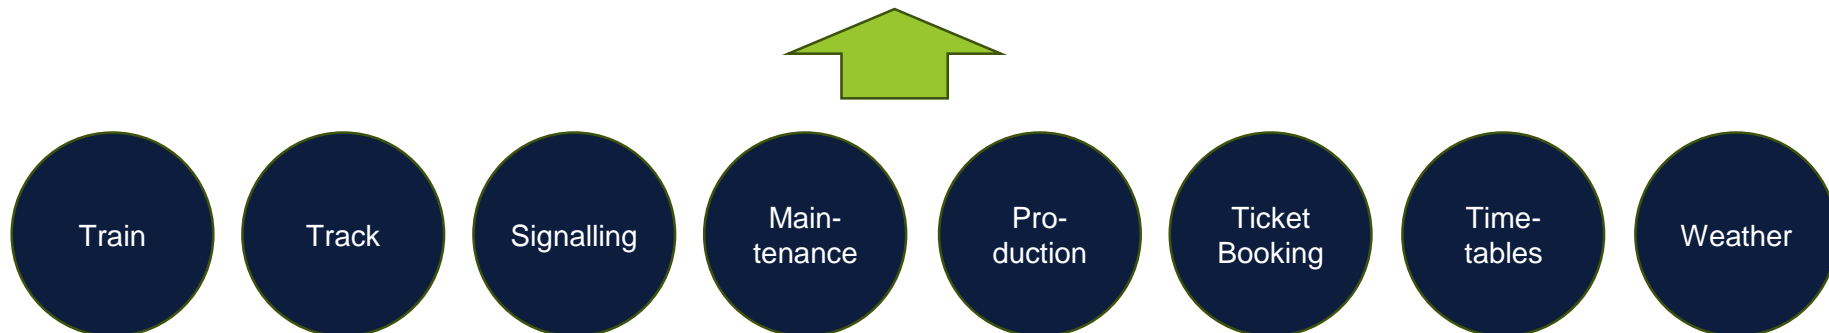 Train
Track
Signalling
Main-
tenance
Pro-
duction
Ticket
Booking
Time-
tables
Weather